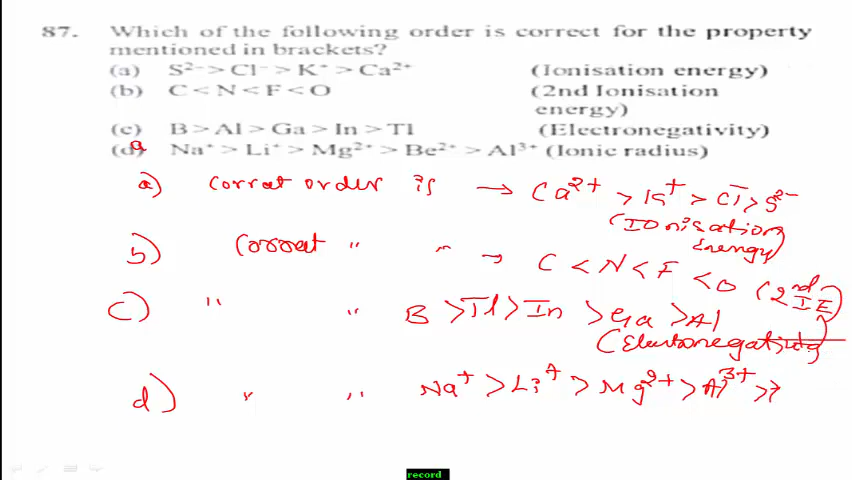 87. Which of the following order is correct for the property
mentioned in brackets?
(a) S²⁻ > Cl⁻ > K⁺ > Ca²⁺ (Ionisation energy)
(b) C < N < F < O (2nd Ionisation
energy)
(c) B > Al > Ga > In > Tl (Electronegativity)
(d) Na⁺ > Li⁺ > Mg²⁺ > Be²⁺ > Al³⁺ (Ionic radius)
a) correct order is → Ca²⁺ > K⁺ > Cl⁻ > S²⁻
(Ionisation
Energy)
b) Correct " " → C < N < F < O (2nd
IE)
c) " " B > Tl > In > Ga > Al
(Electronegativity)
d) " " Na⁺ > Li⁺ > Mg²⁺ > Al³⁺ >
record